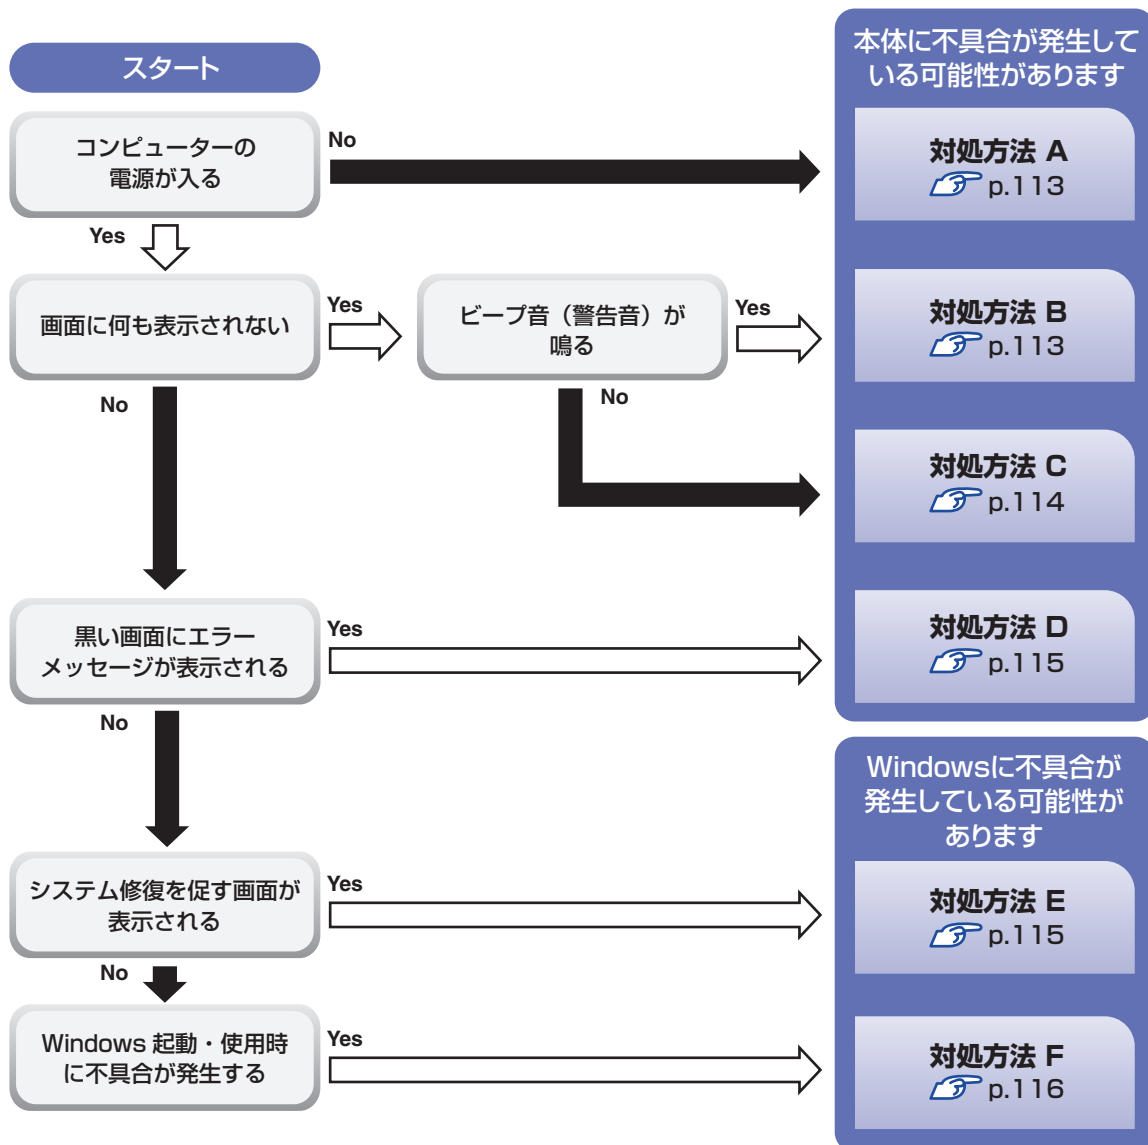 スタート
コンピューターの
電源が入る
No
Yes
画面に何も表示されない
Yes
ビープ音（警告音）が
鳴る
Yes
No
No
黒い画面にエラー
メッセージが表示される
Yes
No
システム修復を促す画面が
表示される
Yes
No
Windows 起動・使用時
に不具合が発生する
Yes
本体に不具合が発生して
いる可能性があります
対処方法 A
p.113
対処方法 B
p.113
対処方法 C
p.114
対処方法 D
p.115
Windowsに不具合が
発生している可能性が
あります
対処方法 E
p.115
対処方法 F
p.116